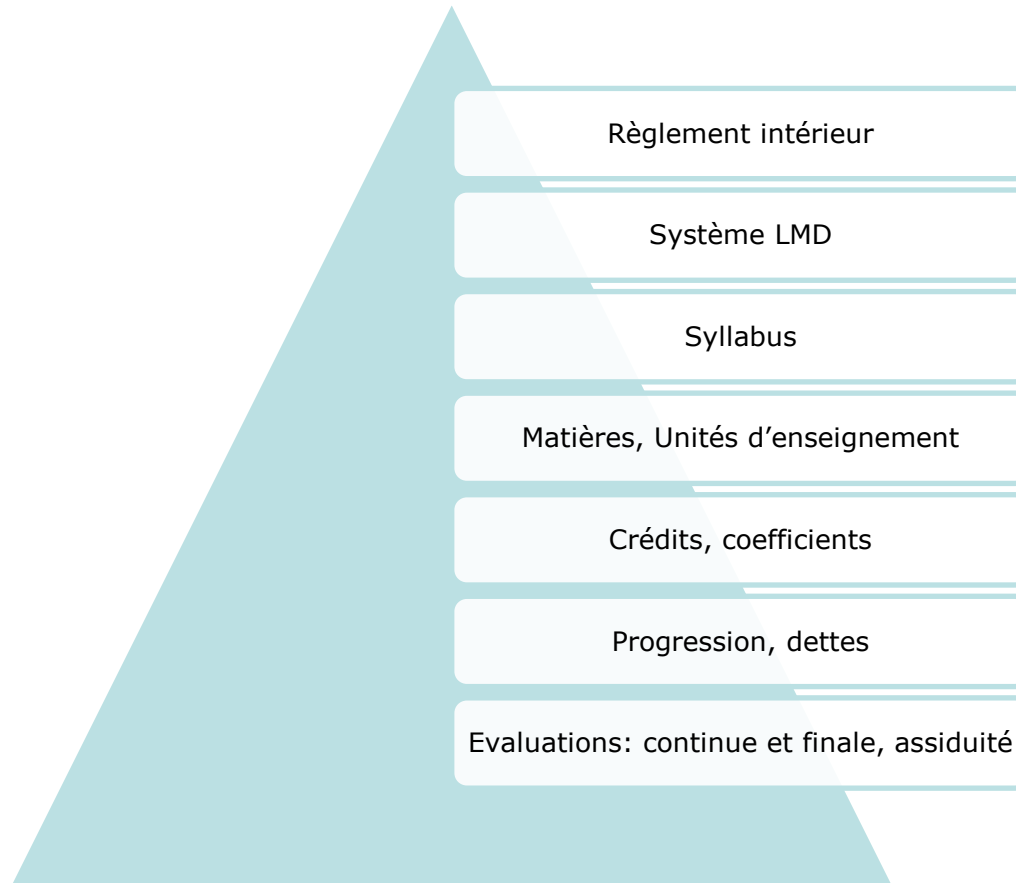 Règlement intérieur
Système LMD
Syllabus
Matières, Unités d’enseignement
Crédits, coefficients
Progression, dettes
Evaluations: continue et finale, assiduité